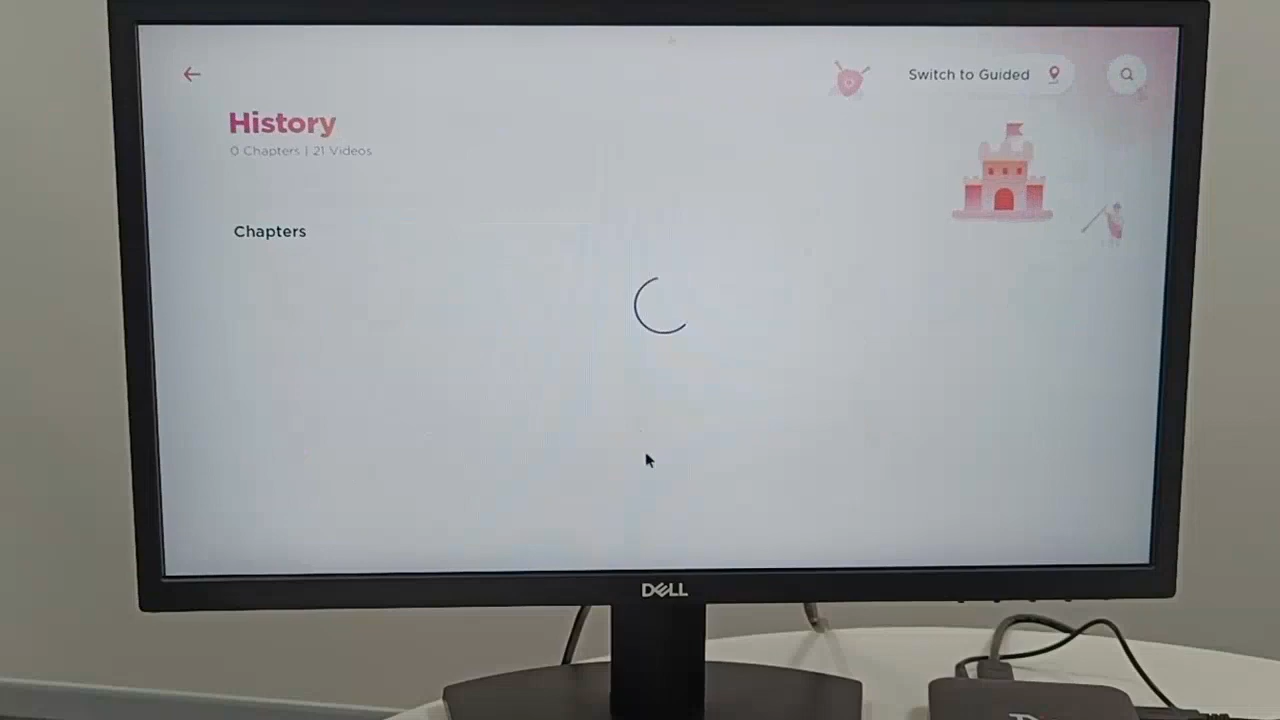 Switch to Guided
History
0 Chapters | 21 Videos
Chapters
DELL